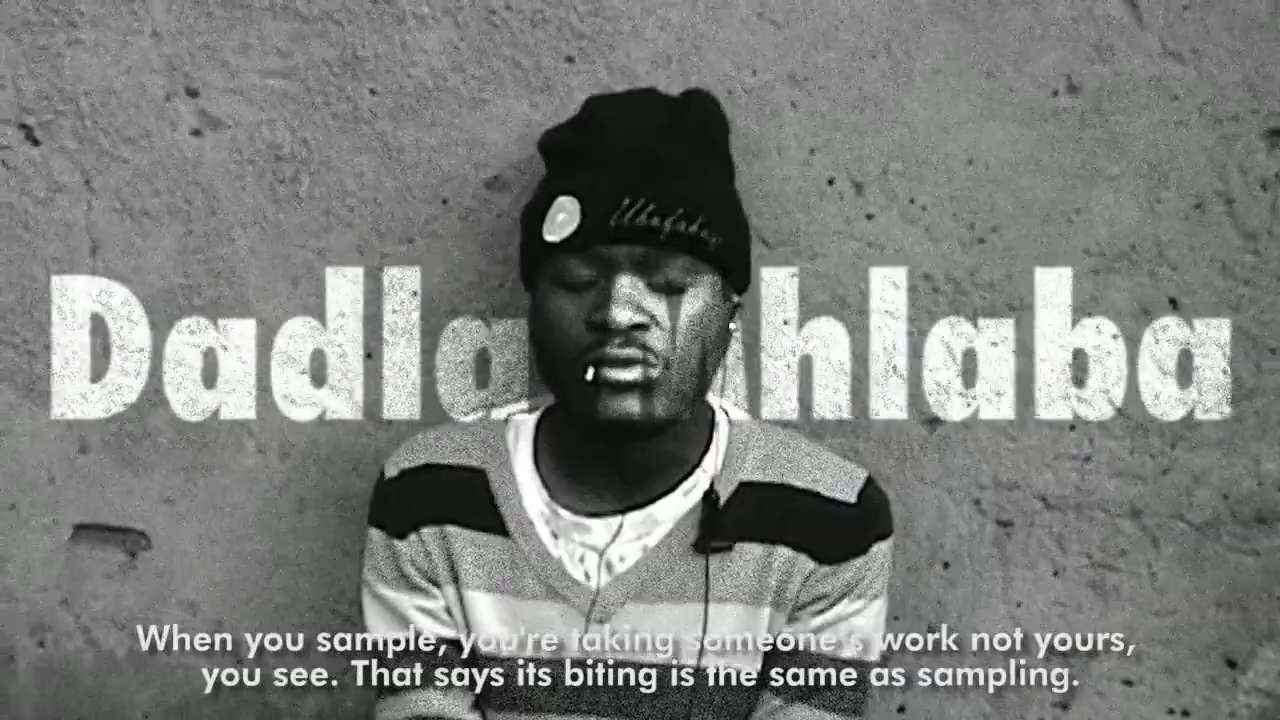 Dadla hlaba
When you sample, you're taking someone's work not yours,
you see. That says its biting is the same as sampling.